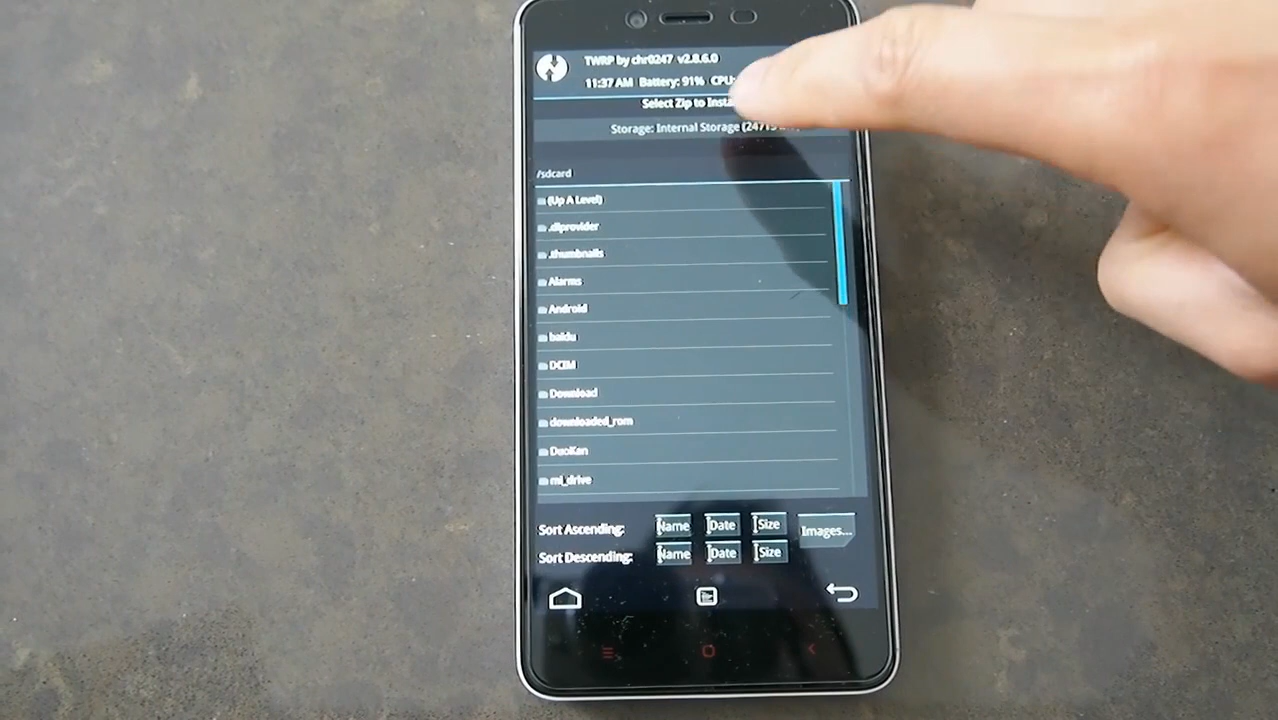 TWRP by chr0247 v2.8.6.0
11:37 AM Battery: 91% CPU:
Select Zip to Insta
Storage: Internal Storage
/sdcard
(Up A Level)
.dlprovider
.thumbnails
Alarms
Android
baidu
DCIM
Download
downloaded_rom
DuoKan
mi_drive
Sort Ascending: Name Date Size Images...
Sort Descending: Name Date Size